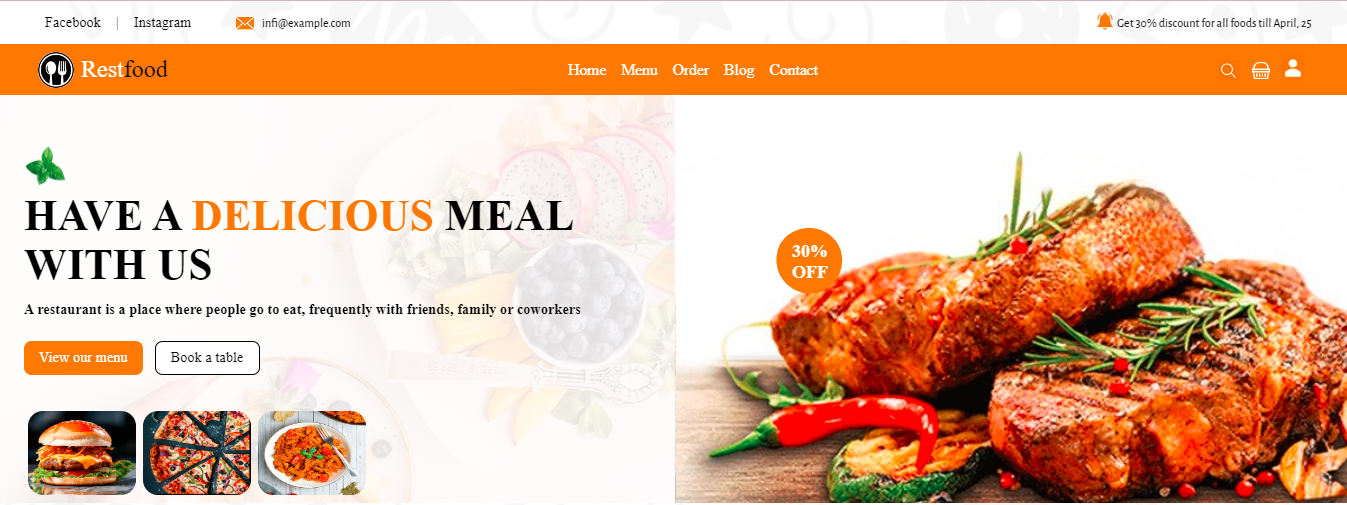 Facebook | Instagram infi@example.com Get 30% discount for all foods till April, 25
Restfood Home Menu Order Blog Contact
HAVE A DELICIOUS MEAL
WITH US
30%
OFF
A restaurant is a place where people go to eat, frequently with friends, family or coworkers
View our menu Book a table